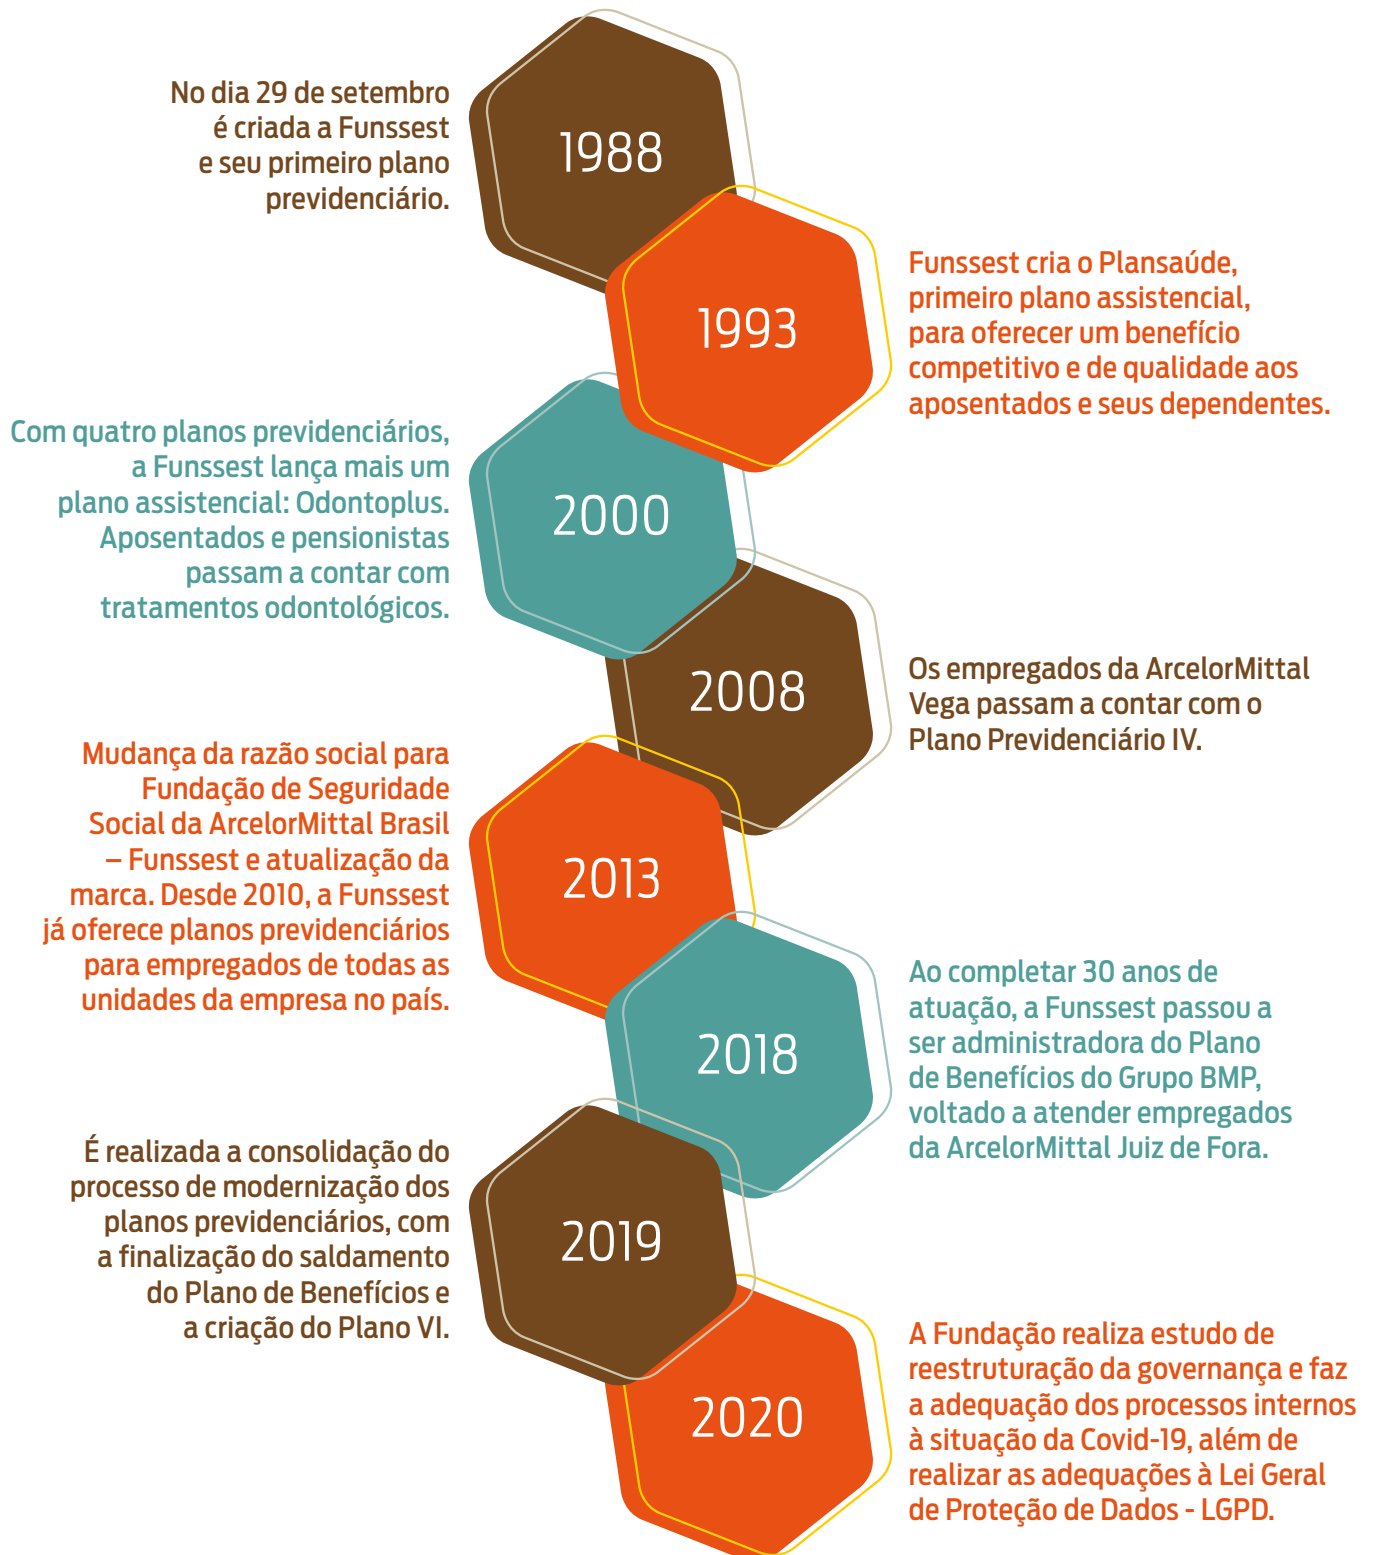 No dia 29 de setembro
é criada a Funssest
e seu primeiro plano
previdenciário.
1988
1993
Funssest cria o Plansaúde,
primeiro plano assistencial,
para oferecer um benefício
competitivo e de qualidade aos
aposentados e seus dependentes.
Com quatro planos previdenciários,
a Funssest lança mais um
plano assistencial: Odontoplus.
Aposentados e pensionistas
passam a contar com
tratamentos odontológicos.
2000
2008
Os empregados da ArcelorMittal
Vega passam a contar com o
Plano Previdenciário IV.
Mudança da razão social para
Fundação de Seguridade
Social da ArcelorMittal Brasil
– Funssest e atualização da
marca. Desde 2010, a Funssest
já oferece planos previdenciários
para empregados de todas as
unidades da empresa no país.
2013
2018
Ao completar 30 anos de
atuação, a Funssest passou a
ser administradora do Plano
de Benefícios do Grupo BMP,
voltado a atender empregados
da ArcelorMittal Juiz de Fora.
É realizada a consolidação do
processo de modernização dos
planos previdenciários, com
a finalização do saldamento
do Plano de Benefícios e
a criação do Plano VI.
2019
2020
A Fundação realiza estudo de
reestruturação da governança e faz
a adequação dos processos internos
à situação da Covid-19, além de
realizar as adequações à Lei Geral
de Proteção de Dados - LGPD.